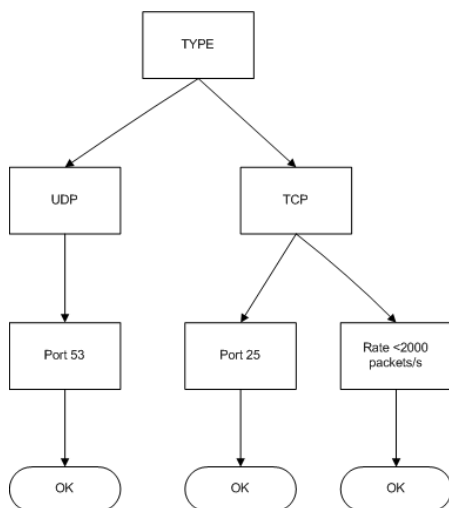 TYPE
UDP
TCP
Port 53
Port 25
Rate <2000
packets/s
OK
OK
OK